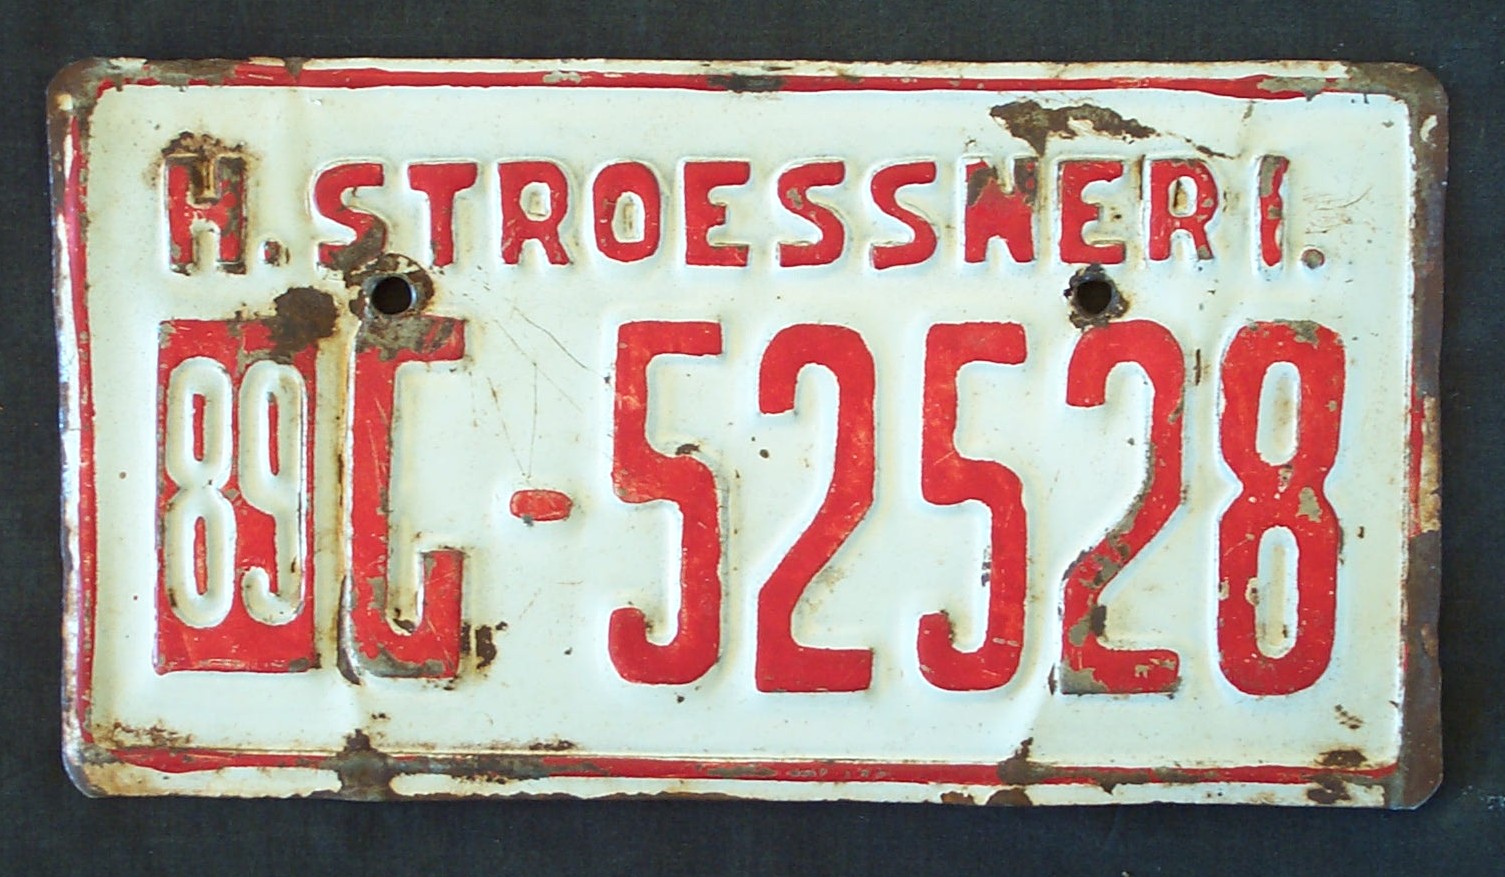 H. STROESSNER I.
89 C-52528